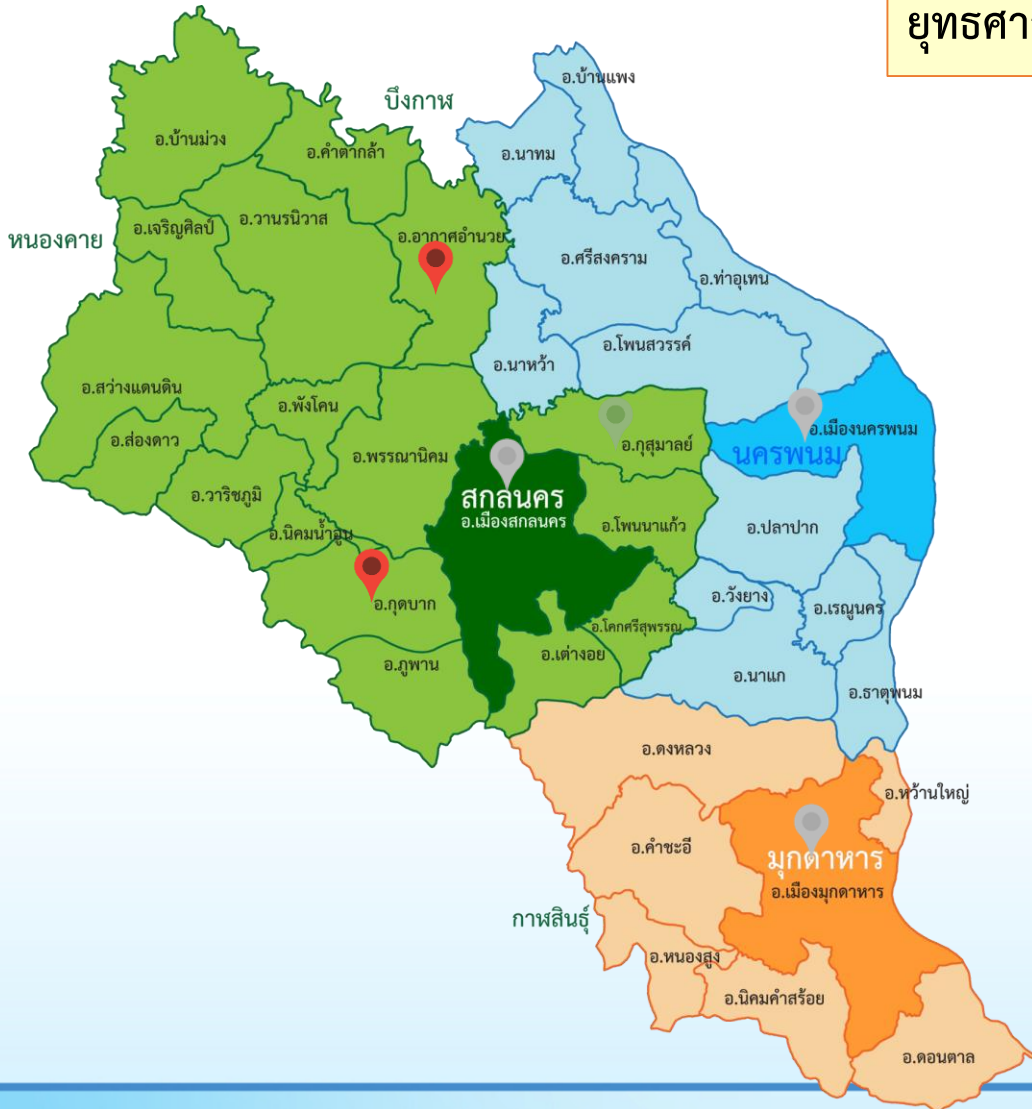 ยุทธศา
อ.บ้านแพง
บึงกาฬ
อ.บ้านม่วง
อ.คำตากล้า
อ.นาทม
อ.วานรนิวาส
อ.เจริญศิลป์
หนองคาย
อ.อากาศอำนวย
อ.ศรีสงคราม
อ.ท่าอุเทน
อ.โพนสวรรค์
อ.นาหว้า
อ.สว่างแดนดิน
อ.พังโคน
อ.ส่องดาว
อ.พรรณานิคม
อ.กุสุมาลย์
อ.เมืองนครพนม
นครพนม
อ.วาริชภูมิ
สกลนคร
อ.เมืองสกลนคร
อ.โพนนาแก้ว
อ.ปลาปาก
อ.นิคมน้ำอูน
อ.กุดบาก
อ.วังยาง
อ.เรณูนคร
อ.โคกศรีสุพรรณ
อ.เต่างอย
อ.ภูพาน
อ.นาแก
อ.ธาตุพนม
อ.ดงหลวง
อ.หว้านใหญ่
อ.คำชะอี
มุกดาหาร
อ.เมืองมุกดาหาร
กาฬสินธุ์
อ.หนองสูง
อ.นิคมคำสร้อย
อ.ดอนตาล